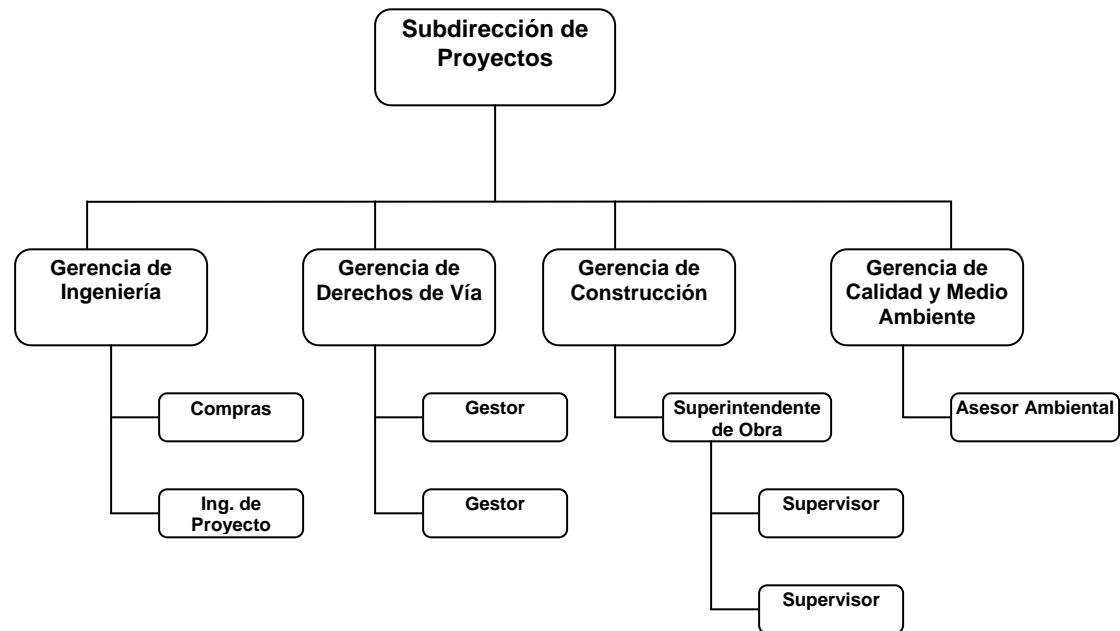 Subdirección de
Proyectos
Gerencia de
Ingeniería
Gerencia de
Derechos de Vía
Gerencia de
Construcción
Gerencia de
Calidad y Medio
Ambiente
Compras
Gestor
Superintendente
de Obra
Asesor Ambiental
Ing. de
Proyecto
Gestor
Supervisor
Supervisor